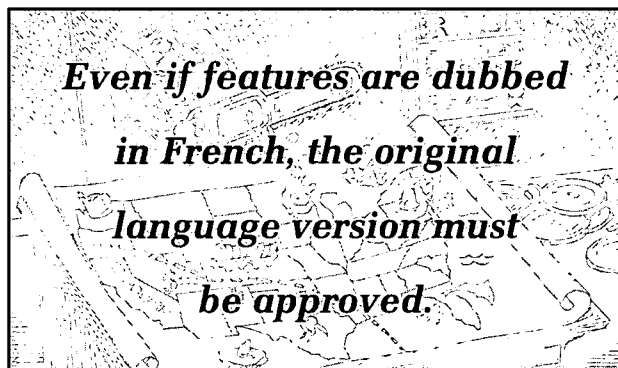 Even if features are dubbed
in French, the original
language version must
be approved.